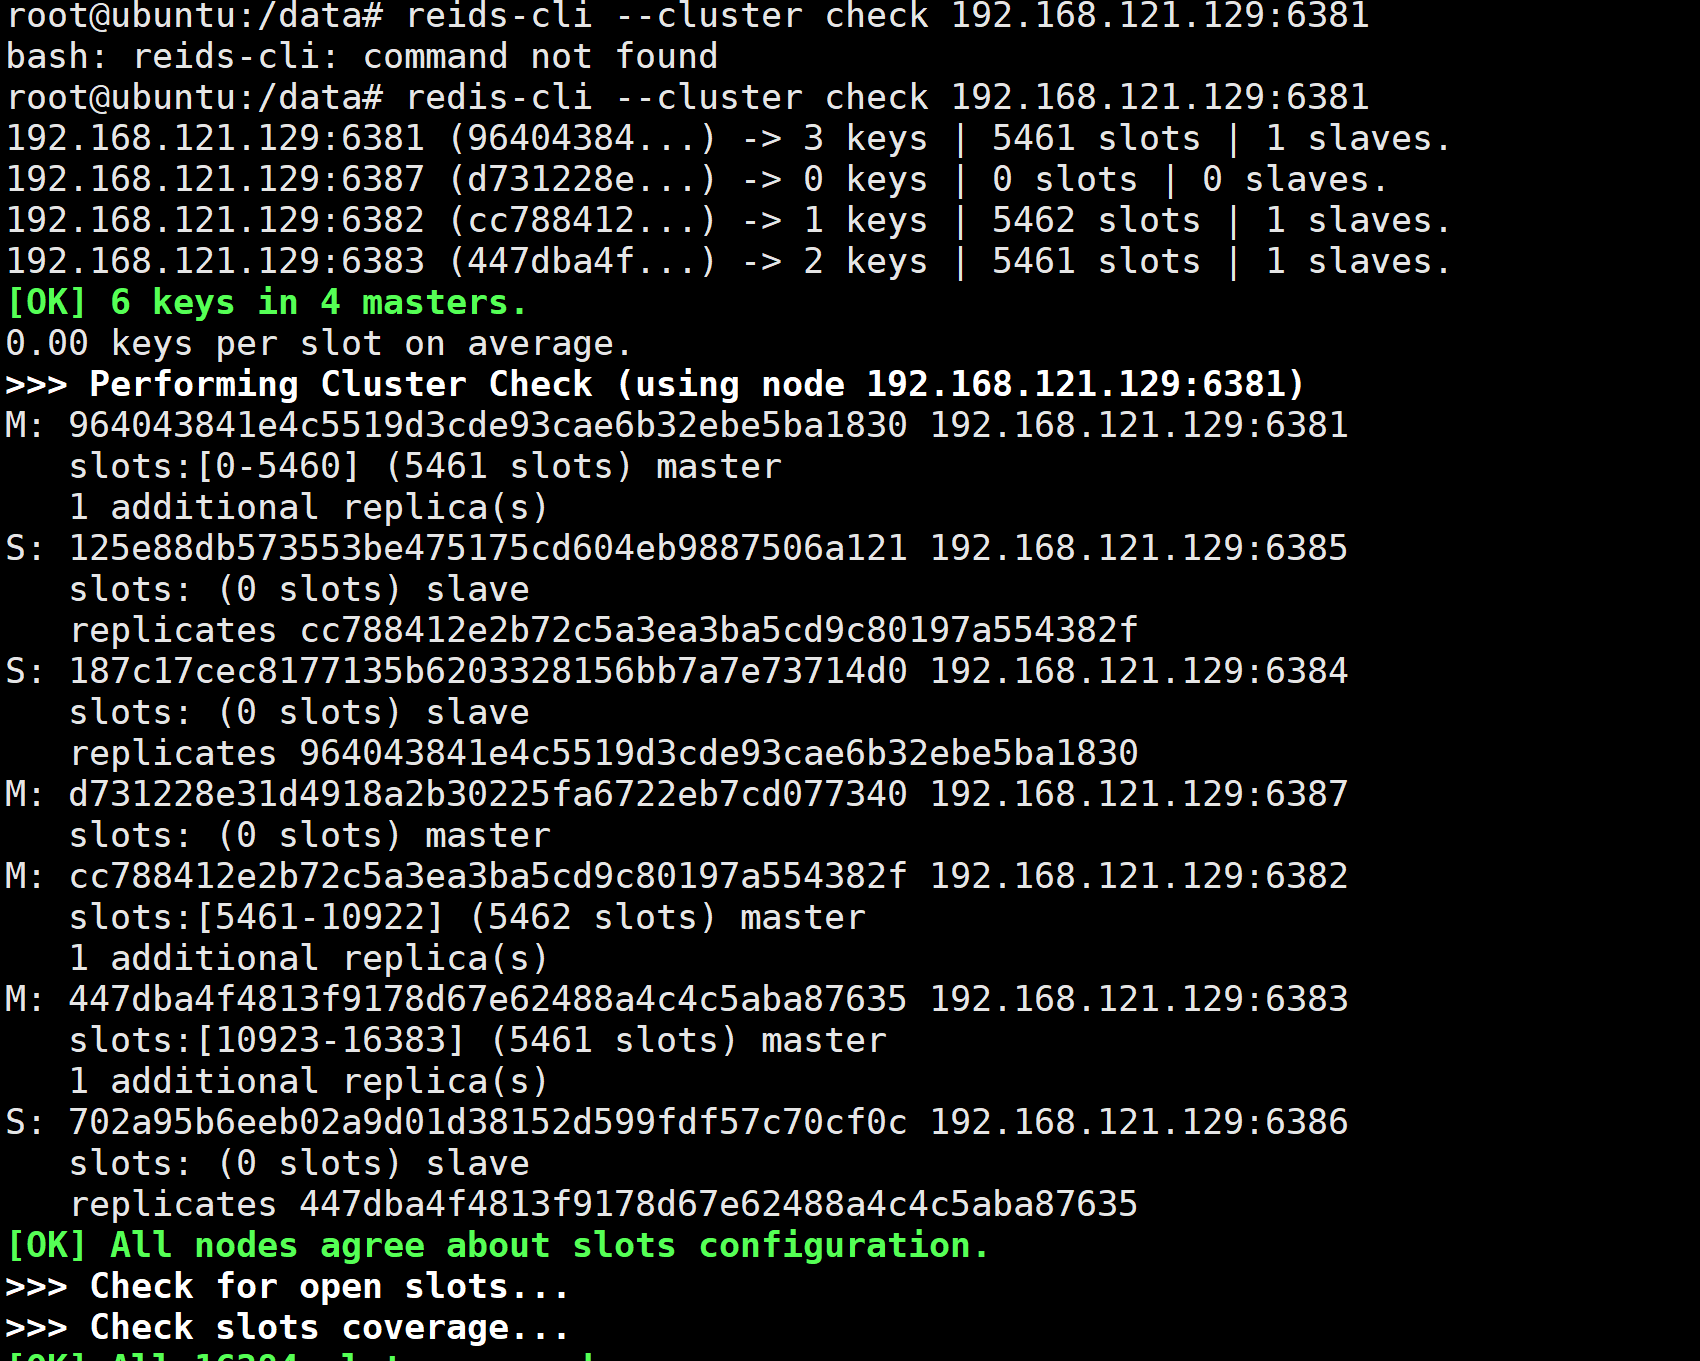 root@ubuntu:/data# reids-cli --cluster check 192.168.121.129:6381
bash: reids-cli: command not found
root@ubuntu:/data# redis-cli --cluster check 192.168.121.129:6381
192.168.121.129:6381 (96404384...) -> 3 keys | 5461 slots | 1 slaves.
192.168.121.129:6387 (d731228e...) -> 0 keys | 0 slots | 0 slaves.
192.168.121.129:6382 (cc788412...) -> 1 keys | 5462 slots | 1 slaves.
192.168.121.129:6383 (447dba4f...) -> 2 keys | 5461 slots | 1 slaves.
[OK] 6 keys in 4 masters.
0.00 keys per slot on average.
>>> Performing Cluster Check (using node 192.168.121.129:6381)
M: 964043841e4c5519d3cde93cae6b32ebe5ba1830 192.168.121.129:6381
   slots:[0-5460] (5461 slots) master
   1 additional replica(s)
S: 125e88db573553be475175cd604eb9887506a121 192.168.121.129:6385
   slots: (0 slots) slave
   replicates cc788412e2b72c5a3ea3ba5cd9c80197a554382f
S: 187c17cec8177135b6203328156bb7a7e73714d0 192.168.121.129:6384
   slots: (0 slots) slave
   replicates 964043841e4c5519d3cde93cae6b32ebe5ba1830
M: d731228e31d4918a2b30225fa6722eb7cd077340 192.168.121.129:6387
   slots: (0 slots) master
M: cc788412e2b72c5a3ea3ba5cd9c80197a554382f 192.168.121.129:6382
   slots:[5461-10922] (5462 slots) master
   1 additional replica(s)
M: 447dba4f4813f9178d67e62488a4c4c5aba87635 192.168.121.129:6383
   slots:[10923-16383] (5461 slots) master
   1 additional replica(s)
S: 702a95b6eeb02a9d01d38152d599fdf57c70cf0c 192.168.121.129:6386
   slots: (0 slots) slave
   replicates 447dba4f4813f9178d67e62488a4c4c5aba87635
[OK] All nodes agree about slots configuration.
>>> Check for open slots...
>>> Check slots coverage...
[OK] All 16384